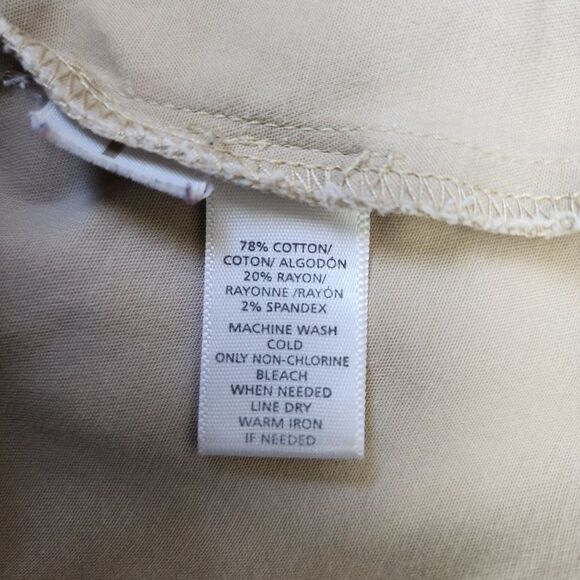 78% COTTON/
COTON/ ALGODÓN
20% RAYON/
RAYONNE /RAYÓN
2% SPANDEX
MACHINE WASH
COLD
ONLY NON-CHLORINE
BLEACH
WHEN NEEDED
LINE DRY
WARM IRON
IF NEEDED